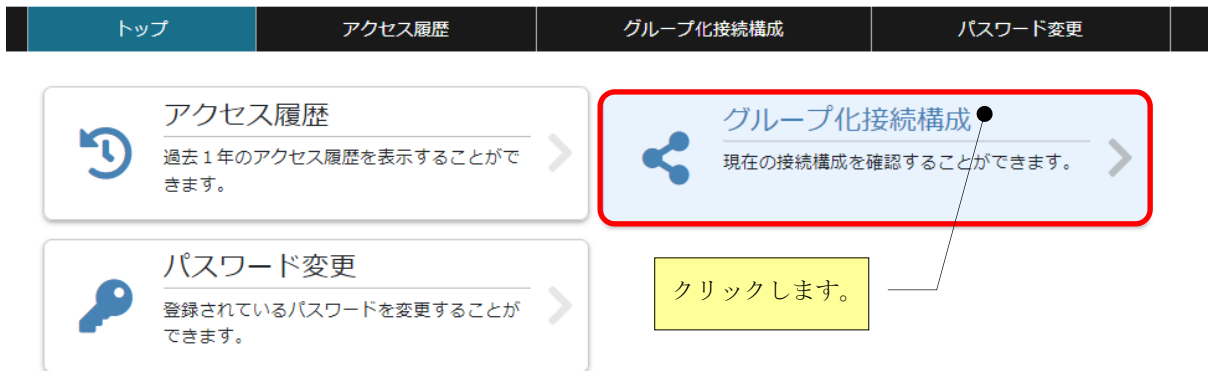 トップ
アクセス履歴
グループ化接続構成
パスワード変更
アクセス履歴
過去１年のアクセス履歴を表示することがで
きます。
グループ化接続構成
現在の接続構成を確認することができます。
パスワード変更
登録されているパスワードを変更することが
できます。
クリックします。